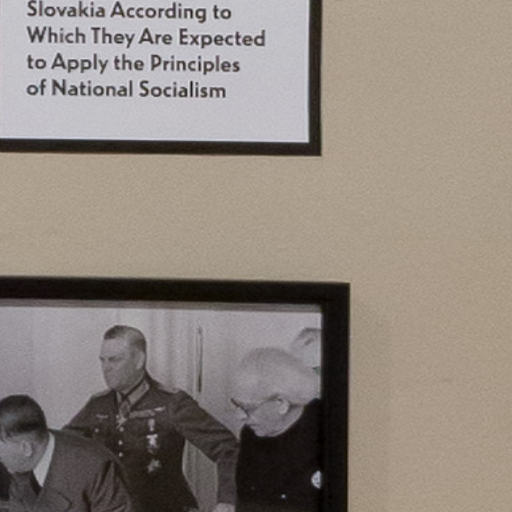 Slovakia According to
Which They Are Expected
to Apply the Principles
of National Socialism